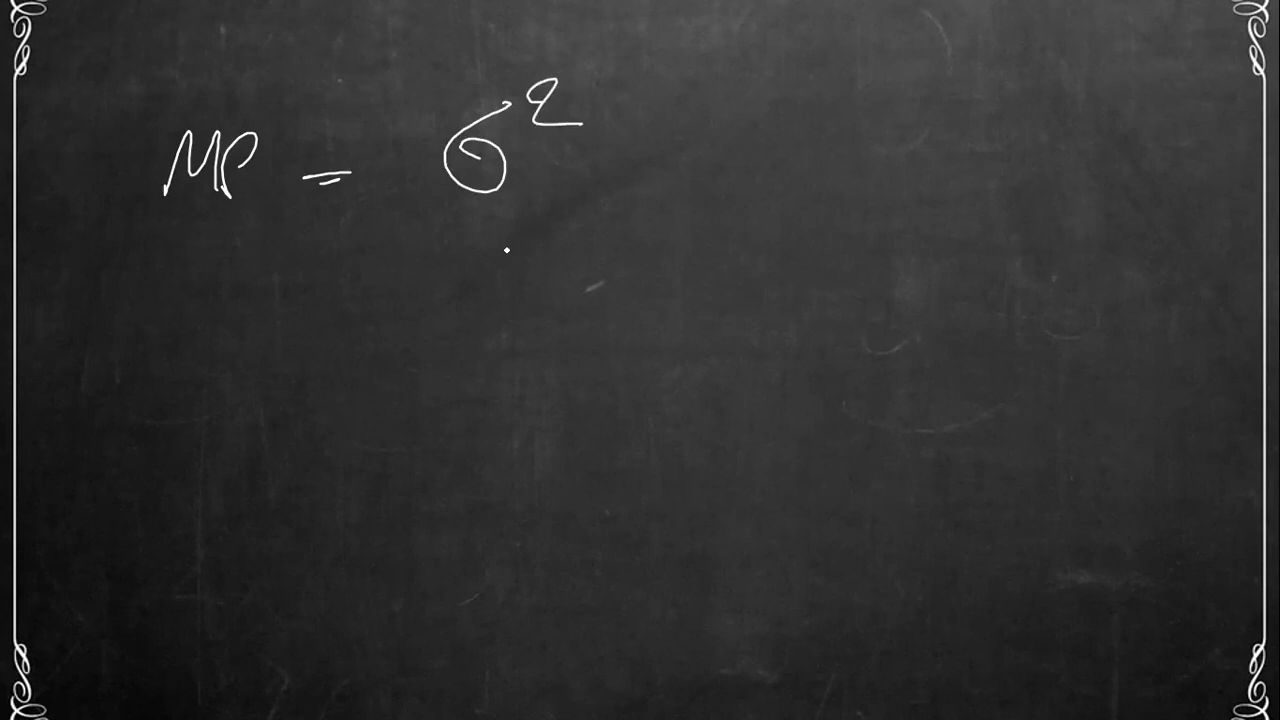 MP = σ²